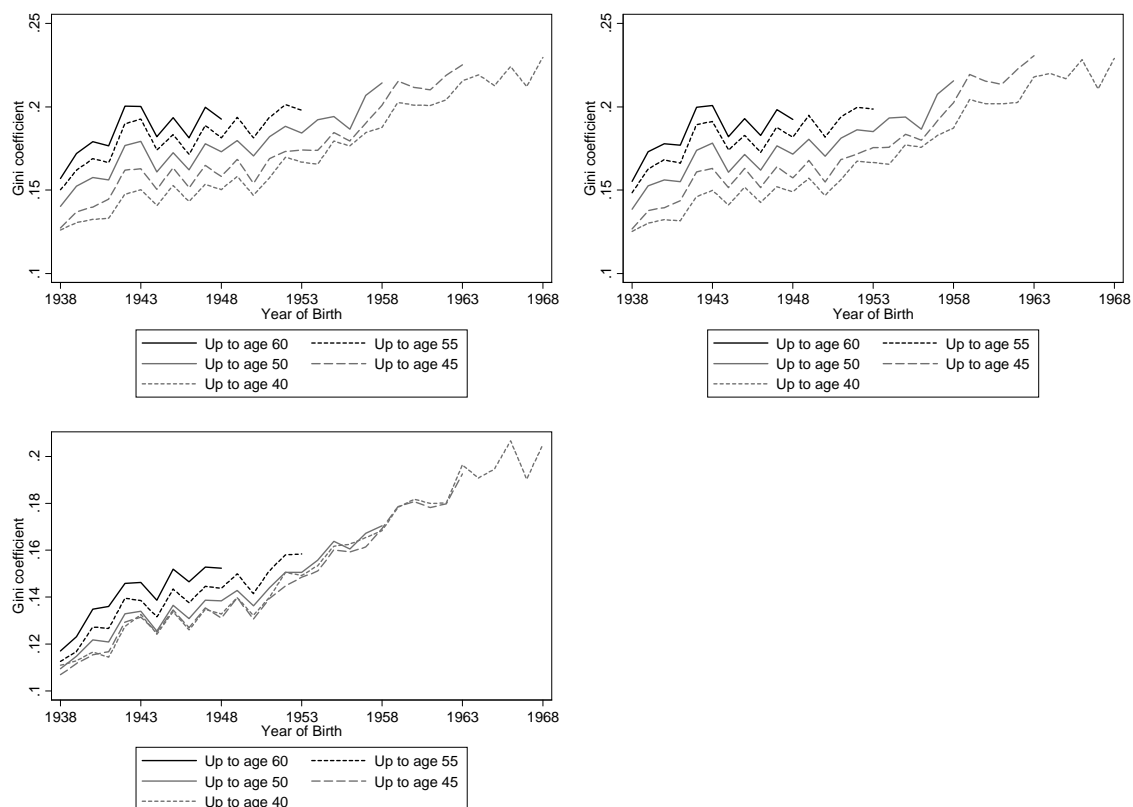 .25
.2
.15
.1
Gini coefficient
1938 1943 1948 1953 1958 1963 1968
Year of Birth
Up to age 60 Up to age 55
Up to age 50 Up to age 45
Up to age 40
.25
.2
.15
.1
Gini coefficient
1938 1943 1948 1953 1958 1963 1968
Year of Birth
Up to age 60 Up to age 55
Up to age 50 Up to age 45
Up to age 40
.2
.18
.16
.14
.12
.1
Gini coefficient
1938 1943 1948 1953 1958 1963 1968
Year of Birth
Up to age 60 Up to age 55
Up to age 50 Up to age 45
Up to age 40